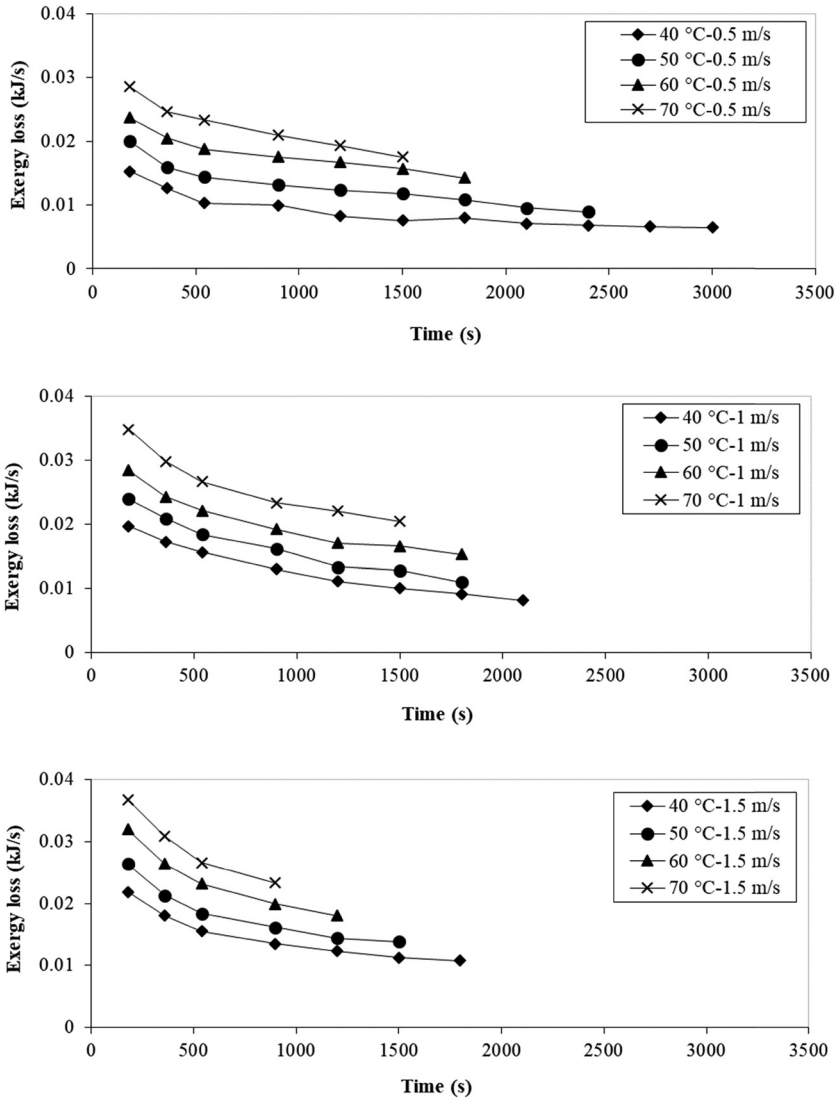 0.04
0.03
0.02
0.01
0
Exergy loss (kJ/s)
40 °C-0.5 m/s
50 °C-0.5 m/s
60 °C-0.5 m/s
70 °C-0.5 m/s
0 500 1000 1500 2000 2500 3000 3500
Time (s)
0.04
0.03
0.02
0.01
0
Exergy loss (kJ/s)
40 °C-1 m/s
50 °C-1 m/s
60 °C-1 m/s
70 °C-1 m/s
0 500 1000 1500 2000 2500 3000 3500
Time (s)
0.04
0.03
0.02
0.01
0
Exergy loss (kJ/s)
40 °C-1.5 m/s
50 °C-1.5 m/s
60 °C-1.5 m/s
70 °C-1.5 m/s
0 500 1000 1500 2000 2500 3000 3500
Time (s)